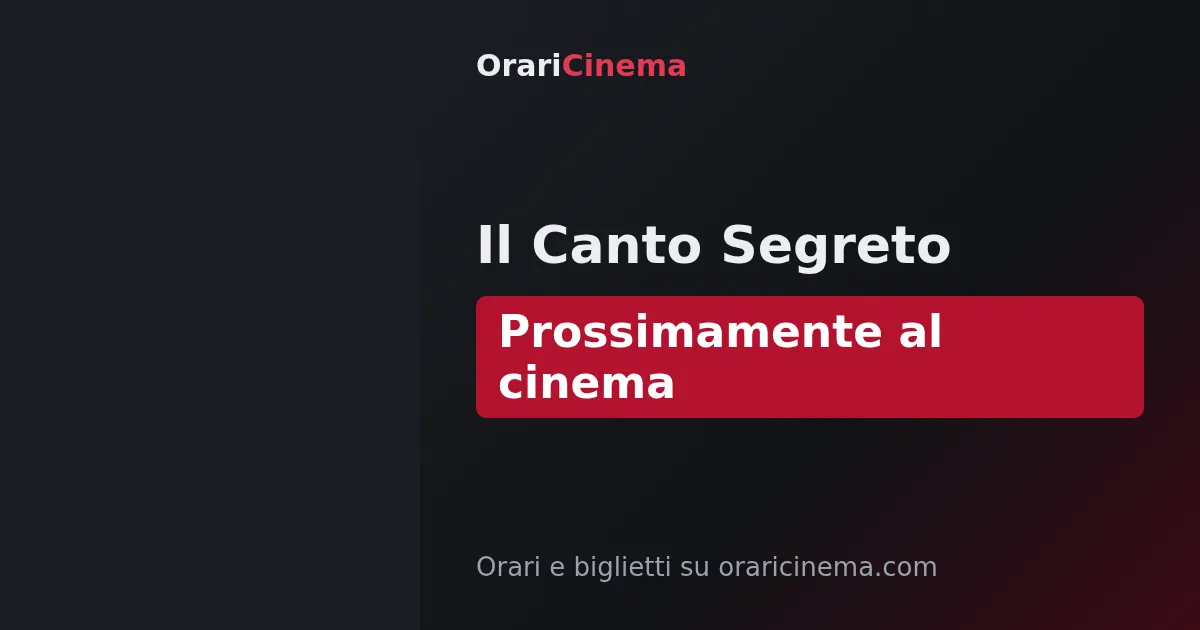 OrariCinema
Il Canto Segreto
Prossimamente al
cinema
Orari e biglietti su oraricinema.com